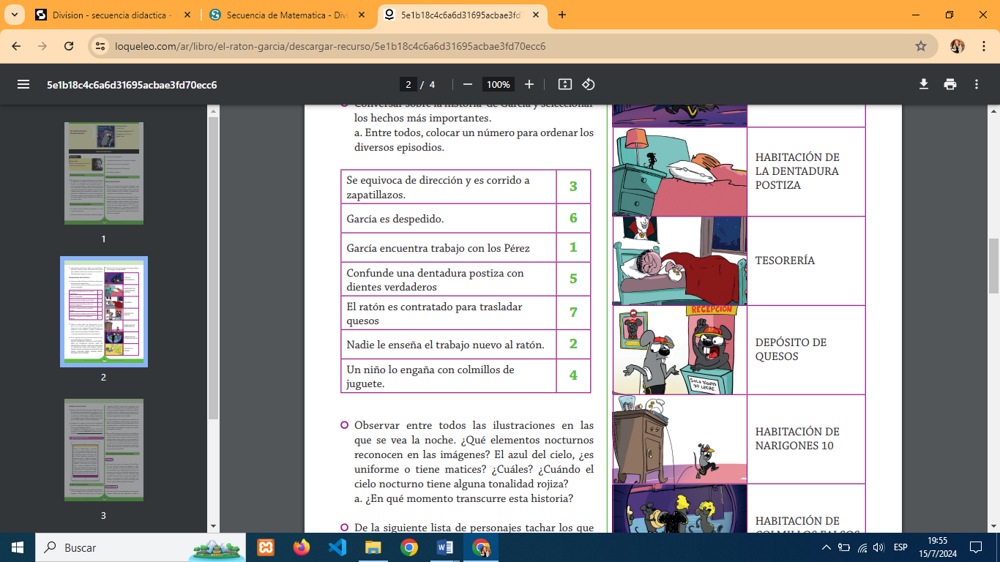 Division - secuencia didactica -
Secuencia de Matematica - Divi
5e1b18c4c6a6d31695acbae3fd7
loqueleo.com/ar/libro/el-raton-garcia/descargar-recurso/5e1b18c4c6a6d31695acbae3fd70ecc6
5e1b18c4c6a6d31695acbae3fd70ecc6
2 / 4
100%
1
2
3
Conversar sobre la historia de García y seleccionar
los hechos más importantes.
a. Entre todos, colocar un número para ordenar los
diversos episodios.
Se equivoca de dirección y es corrido a
zapatillazos.
3
García es despedido.
6
García encuentra trabajo con los Pérez
1
Confunde una dentadura postiza con
dientes verdaderos
5
El ratón es contratado para trasladar
quesos
7
Nadie le enseña el trabajo nuevo al ratón.
2
Un niño lo engaña con colmillos de
juguete.
4
Observar entre todos las ilustraciones en las
que se vea la noche. ¿Qué elementos nocturnos
reconocen en las imágenes? El azul del cielo, ¿es
uniforme o tiene matices? ¿Cuáles? ¿Cuándo el
cielo nocturno tiene alguna tonalidad rojiza?
a. ¿En qué momento transcurre esta historia?
De la siguiente lista de personajes tachar los que
HABITACIÓN DE
LA DENTADURA
POSTIZA
TESORERÍA
RECEPCIÓN
SOLO DIENTES
DE LECHE
DEPÓSITO DE
QUESOS
HABITACIÓN DE
NARIGONES 10
HABITACIÓN DE
COLMILLOS FALSOS
Buscar
ESP
19:55
15/7/2024